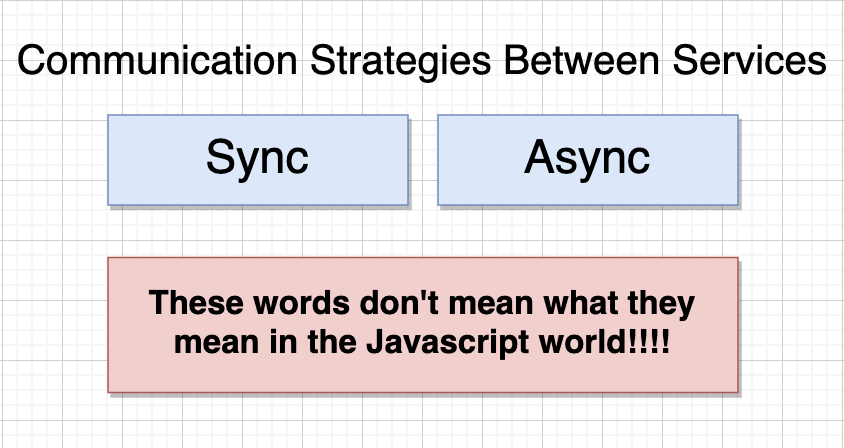 Communication Strategies Between Services
Sync
Async
These words don't mean what they
mean in the Javascript world!!!!